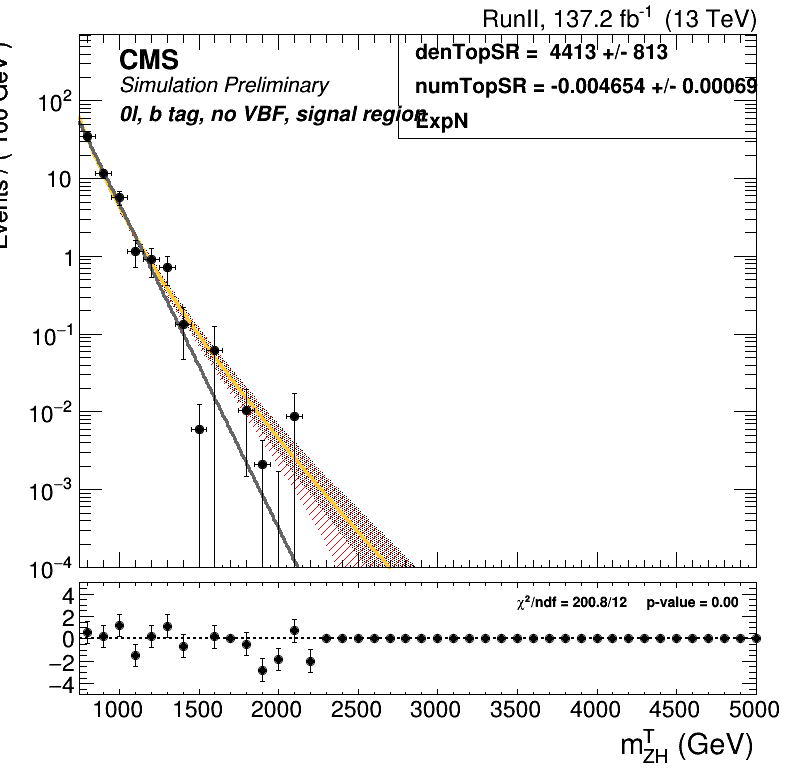 RunII, 137.2 fb-1 (13 TeV)
CMS
Simulation Preliminary
0l, b tag, no VBF, signal region
denTopSR = 4413 +/- 813
numTopSR = -0.004654 +/- 0.00069
ExpN
Events / ( 100 GeV )
10²
10
1
10⁻¹
10⁻²
10⁻³
10⁻⁴
χ²/ndf = 200.8/12 p-value = 0.00
4
2
0
−2
−4
1000 1500 2000 2500 3000 3500 4000 4500 5000
m^T_ZH (GeV)